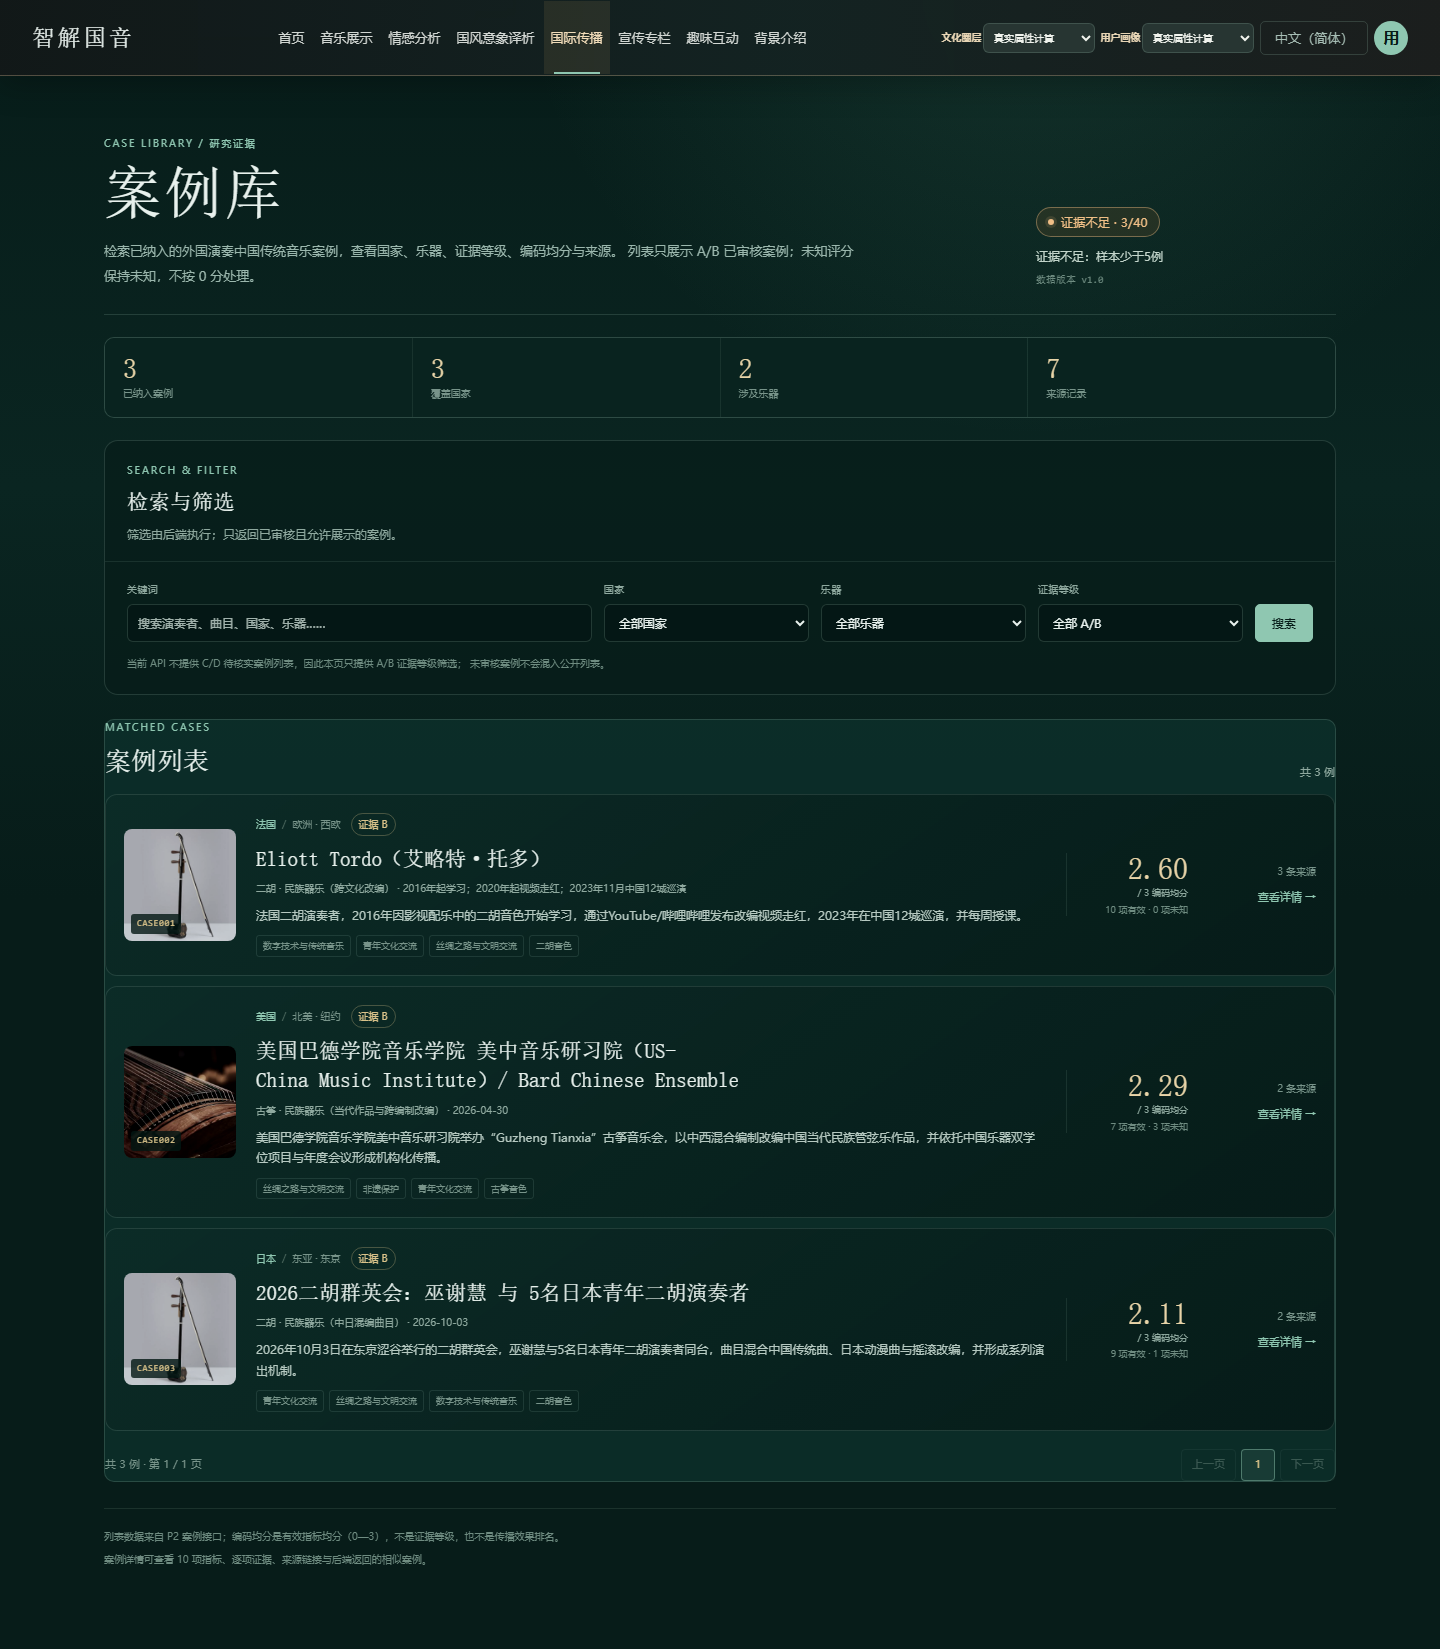 智解国音
首页 音乐展示 情感分析 国风意象评析 国际传播 宣传专栏 趣味互动 背景介绍
文化圈层 真实属性计算 用户画像 真实属性计算 中文（简体） 用
CASE LIBRARY / 研究证据
案例库
检索已纳入的外国演奏中国传统音乐案例，查看国家、乐器、证据等级、编码均分与来源。 列表只展示 A/B 已审核案例；未知评分
保持未知，不按 0 分处理。
证据不足 · 3/40
证据不足：样本少于5例
数据版本 v1.0
3
已纳入案例
3
覆盖国家
2
涉及乐器
7
来源记录
SEARCH & FILTER
检索与筛选
筛选由后端执行；只返回已审核且允许展示的案例。
关键词
搜索演奏者、曲目、国家、乐器……
国家
全部国家
乐器
全部乐器
证据等级
全部 A/B
搜索
当前 API 不提供 C/D 待核实案例列表，因此本页只提供 A/B 证据等级筛选； 未审核案例不会混入公开列表。
MATCHED CASES
案例列表
共 3 例
CASE001
法国 / 欧洲 · 西欧 证据 B
Eliott Tordo（艾略特·托多）
二胡 · 民族器乐（跨文化改编） · 2016年起学习；2020年起视频走红；2023年11月中国12城巡演
法国二胡演奏者，2016年因影视配乐中的二胡音色开始学习，通过YouTube/哔哩哔哩发布改编视频走红，2023年在中国12城巡演，并每周授课。
数字技术与传统音乐 青年文化交流 丝绸之路与文明交流 二胡音色
2.60
/ 3 编码均分
10 项有效 · 0 项未知
3 条来源
查看详情 →
CASE002
美国 / 北美 · 纽约 证据 B
美国巴德学院音乐学院 美中音乐研习院（US-
China Music Institute）/ Bard Chinese Ensemble
古筝 · 民族器乐（当代作品与跨编制改编） · 2026-04-30
美国巴德学院音乐学院美中音乐研习院举办“Guzheng Tianxia”古筝音乐会，以中西混合编制改编中国当代民族管弦乐作品，并依托中国乐器双学
位项目与年度会议形成机构化传播。
丝绸之路与文明交流 非遗保护 青年文化交流 古筝音色
2.29
/ 3 编码均分
7 项有效 · 3 项未知
2 条来源
查看详情 →
CASE003
日本 / 东亚 · 东京 证据 B
2026二胡群英会：巫谢慧 与 5名日本青年二胡演奏者
二胡 · 民族器乐（中日混编曲目） · 2026-10-03
2026年10月3日在东京涩谷举行的二胡群英会，巫谢慧与5名日本青年二胡演奏者同台，曲目混合中国传统曲、日本动漫曲与摇滚改编，并形成系列演
出机制。
青年文化交流 丝绸之路与文明交流 数字技术与传统音乐 二胡音色
2.11
/ 3 编码均分
9 项有效 · 1 项未知
2 条来源
查看详情 →
共 3 例 · 第 1 / 1 页
上一页 1 下一页
列表数据来自 P2 案例接口；编码均分是有效指标均分（0—3），不是证据等级，也不是传播效果排名。
案例详情可查看 10 项指标、逐项证据、来源链接与后端返回的相似案例。